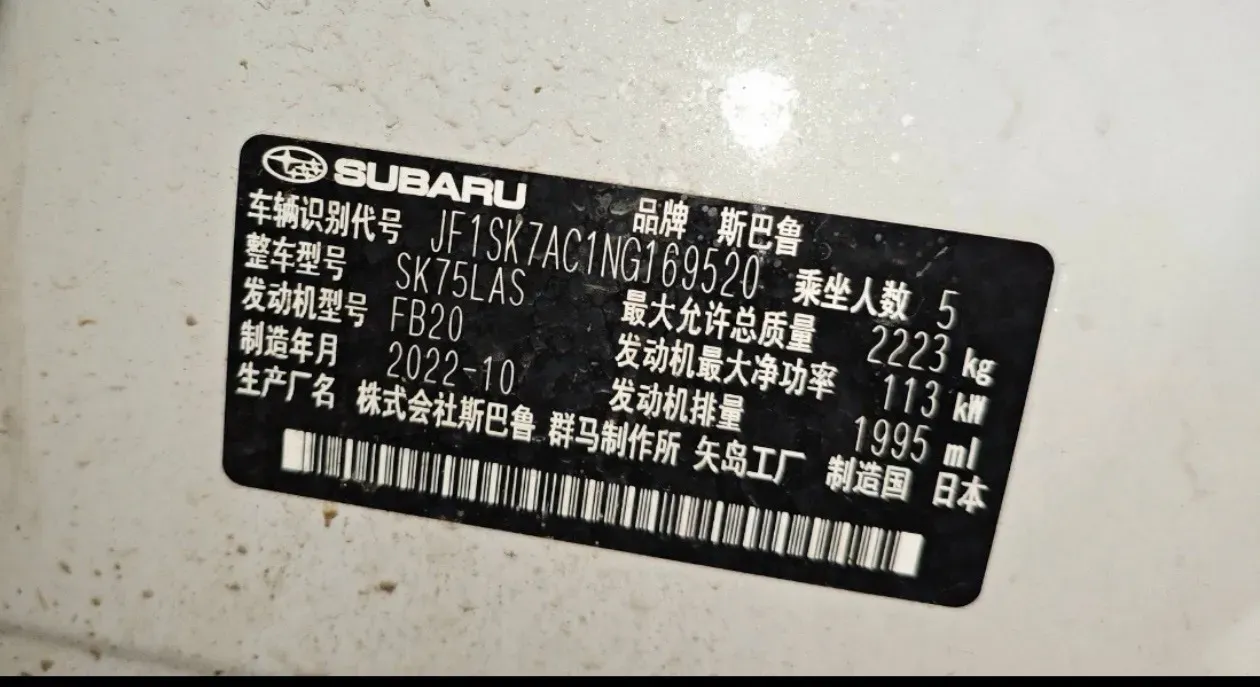 SUBARU 品牌 斯巴鲁
车辆识别代号 JF1SK7AC1NG169520 乘坐人数 5
整车型号 SK75LAS 最大允许总质量 2223 kg
发动机型号 FB20 发动机最大净功率 113 kW
制造年月 2022-10 发动机排量 1995 ml
生产厂名 株式会社斯巴鲁 群马制作所 矢岛工厂 制造国 日本